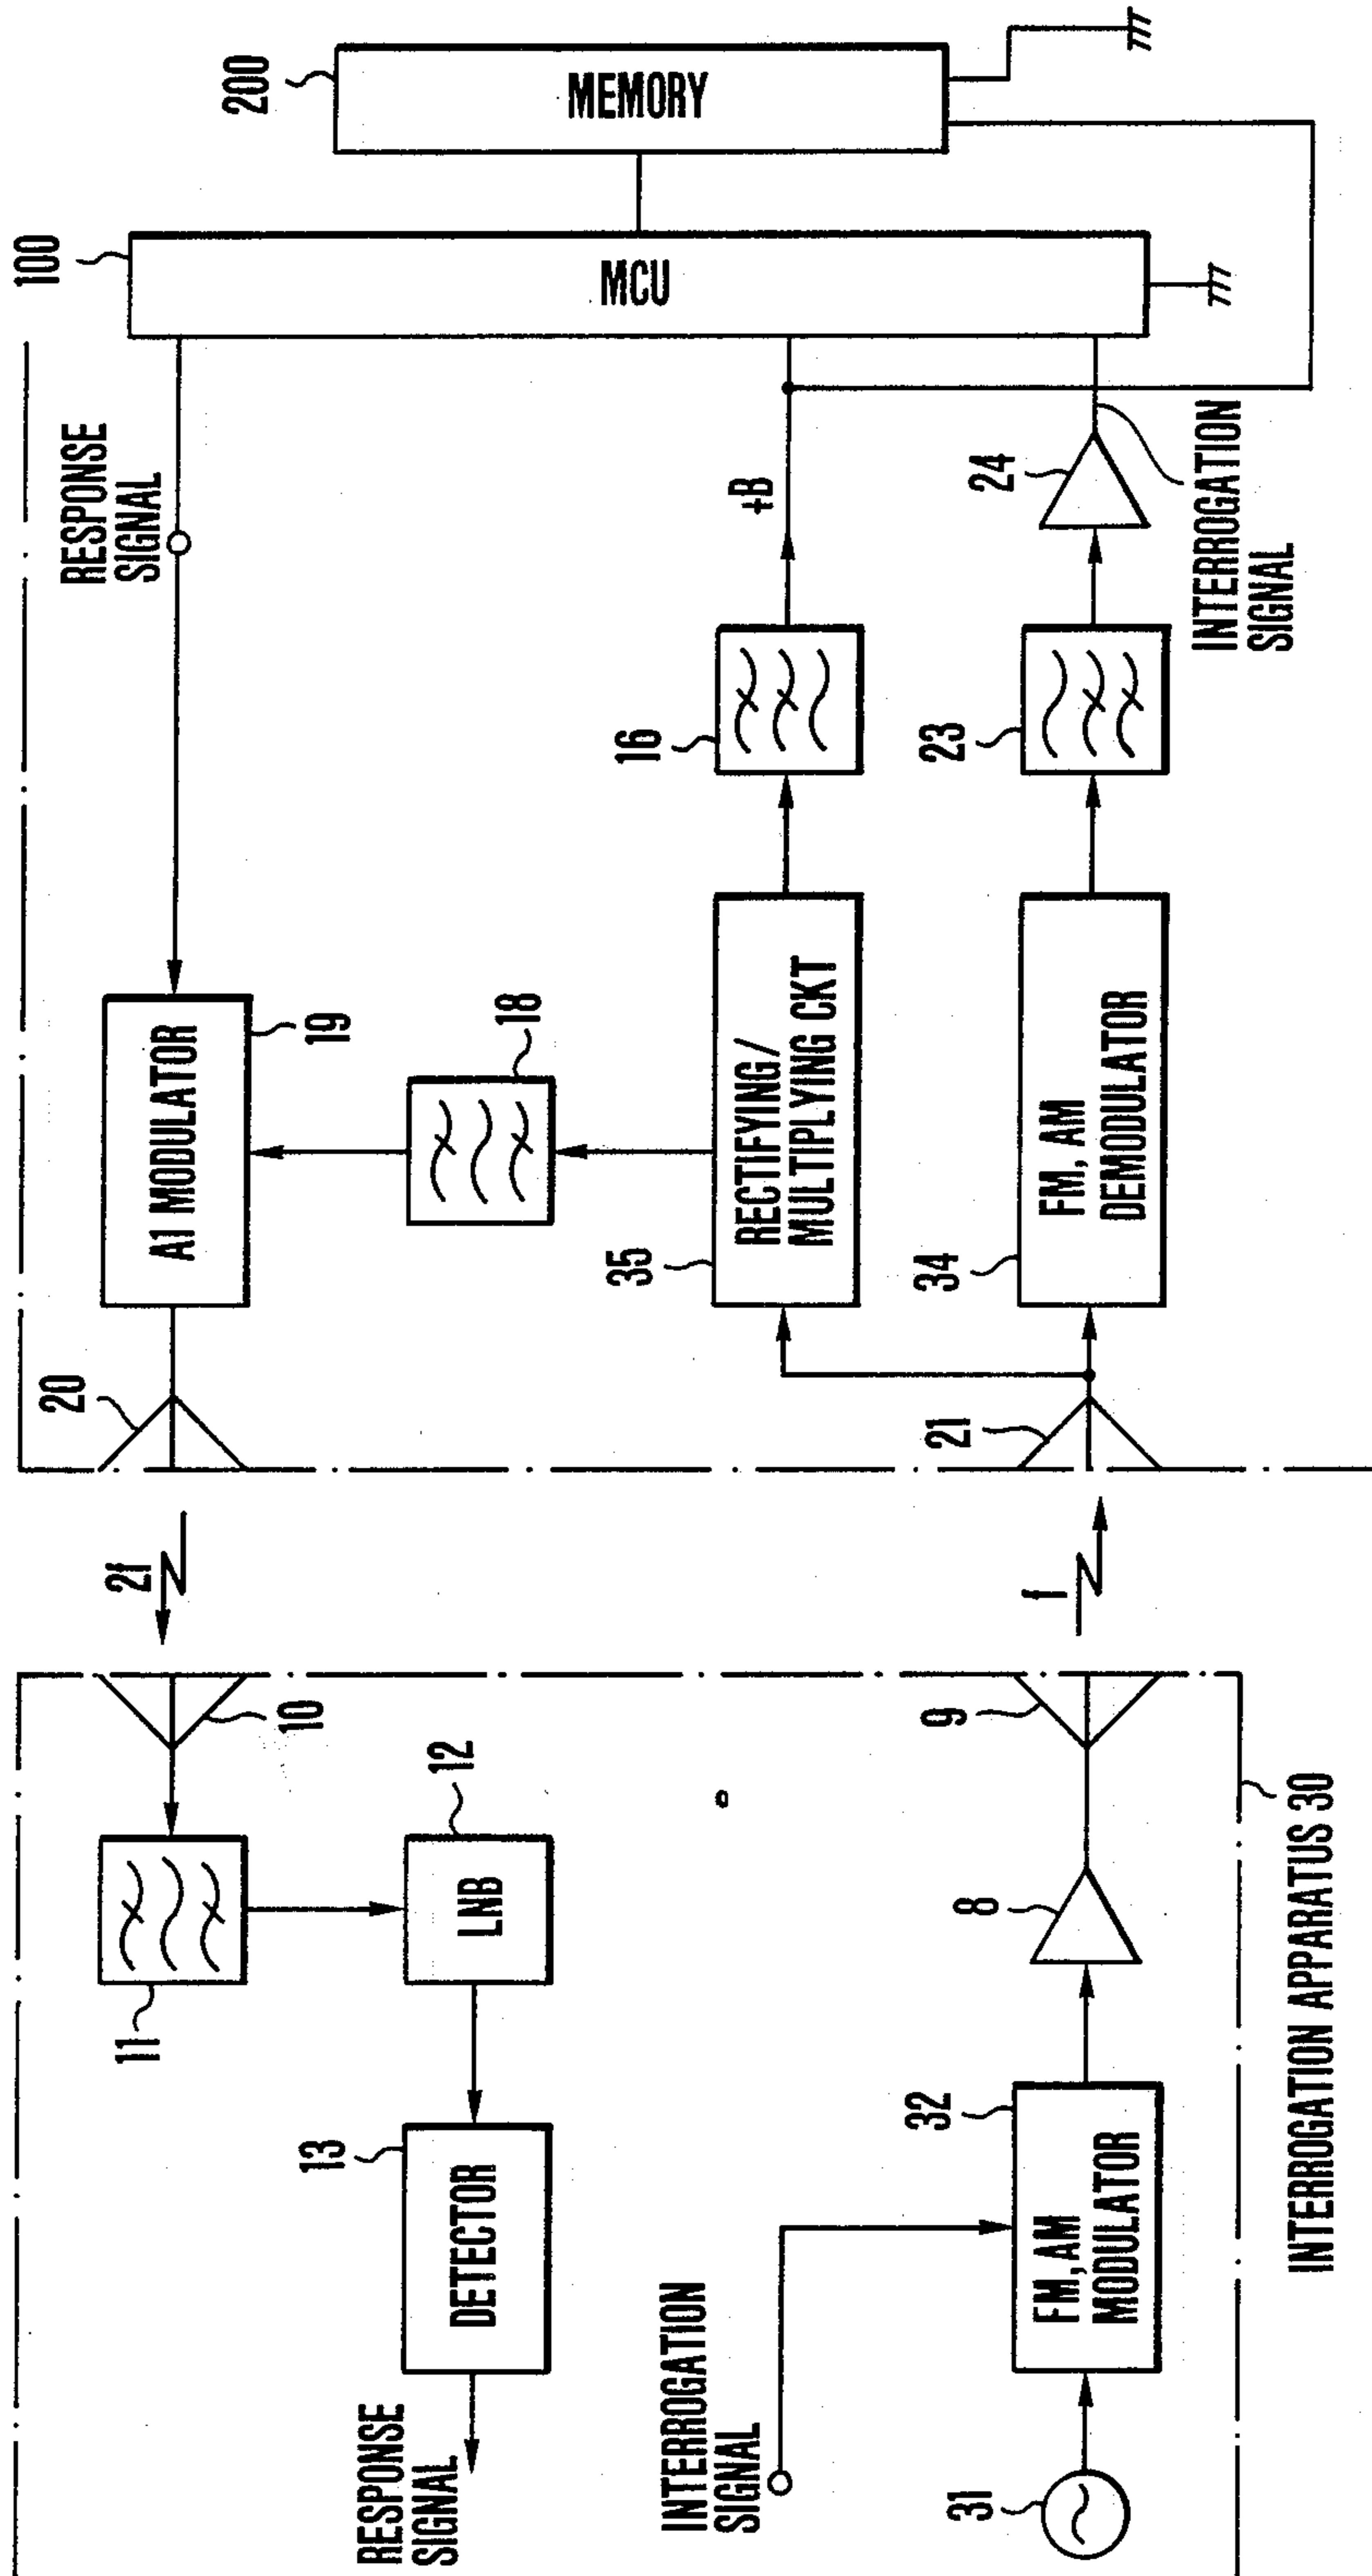 RESPONSE
SIGNAL
13
DETECTOR
12
LNB
11
10
2f
20
A1 MODULATOR
19
18
RESPONSE
SIGNAL
100
MCU
200
MEMORY
35
RECTIFYING/
MULTIPLYING CKT
16
+B
INTERROGATION
SIGNAL
31
32
FM, AM
MODULATOR
8
9
f
21
34
FM, AM
DEMODULATOR
23
24
INTERROGATION
SIGNAL
INTERROGATION APPARATUS 30